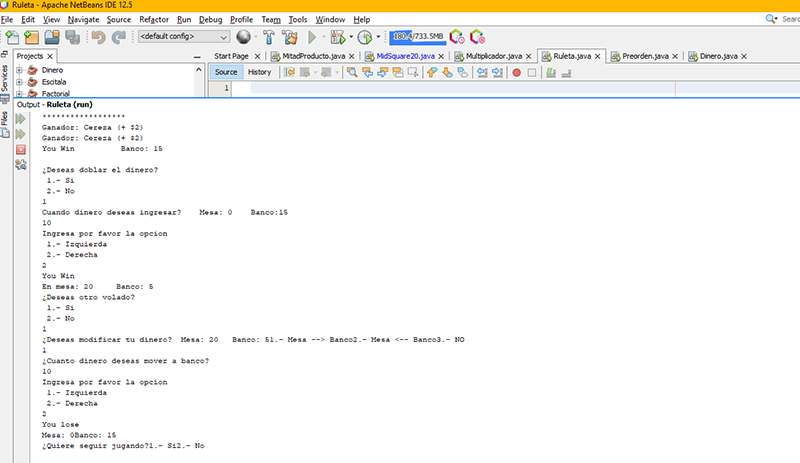 Ruleta - Apache NetBeans IDE 12.5
File Edit View Navigate Source Refactor Run Debug Profile Team Tools Window Help
Sear
<default config>
180.4/733.5MB
Projects
Start Page
MitadProducto.java
MidSquare20.java
Multiplicador.java
Ruleta.java
Preorden.java
Dinero.java
Services
Files
Dinero
Escitala
Factorial
Source History
1
Output - Ruleta (run)
******************
Ganador: Cereza (+ $2)
Ganador: Cereza (+ $2)
You Win Banco: 15
¿Deseas doblar el dinero?
1.- Si
2.- No
1
Cuando dinero deseas ingresar? Mesa: 0 Banco:15
10
Ingresa por favor la opcion
1.- Izquierda
2.- Derecha
2
You Win
En mesa: 20 Banco: 5
¿Deseas otro volado?
1.- Si
2.- No
1
¿Deseas modificar tu dinero? Mesa: 20 Banco: 51.- Mesa --> Banco2.- Mesa <-- Banco3.- NO
1
¿Cuanto dinero deseas mover a banco?
10
Ingresa por favor la opcion
1.- Izquierda
2.- Derecha
2
You lose
Mesa: 0Banco: 15
¿Quiere seguir jugando?1.- Si2.- No